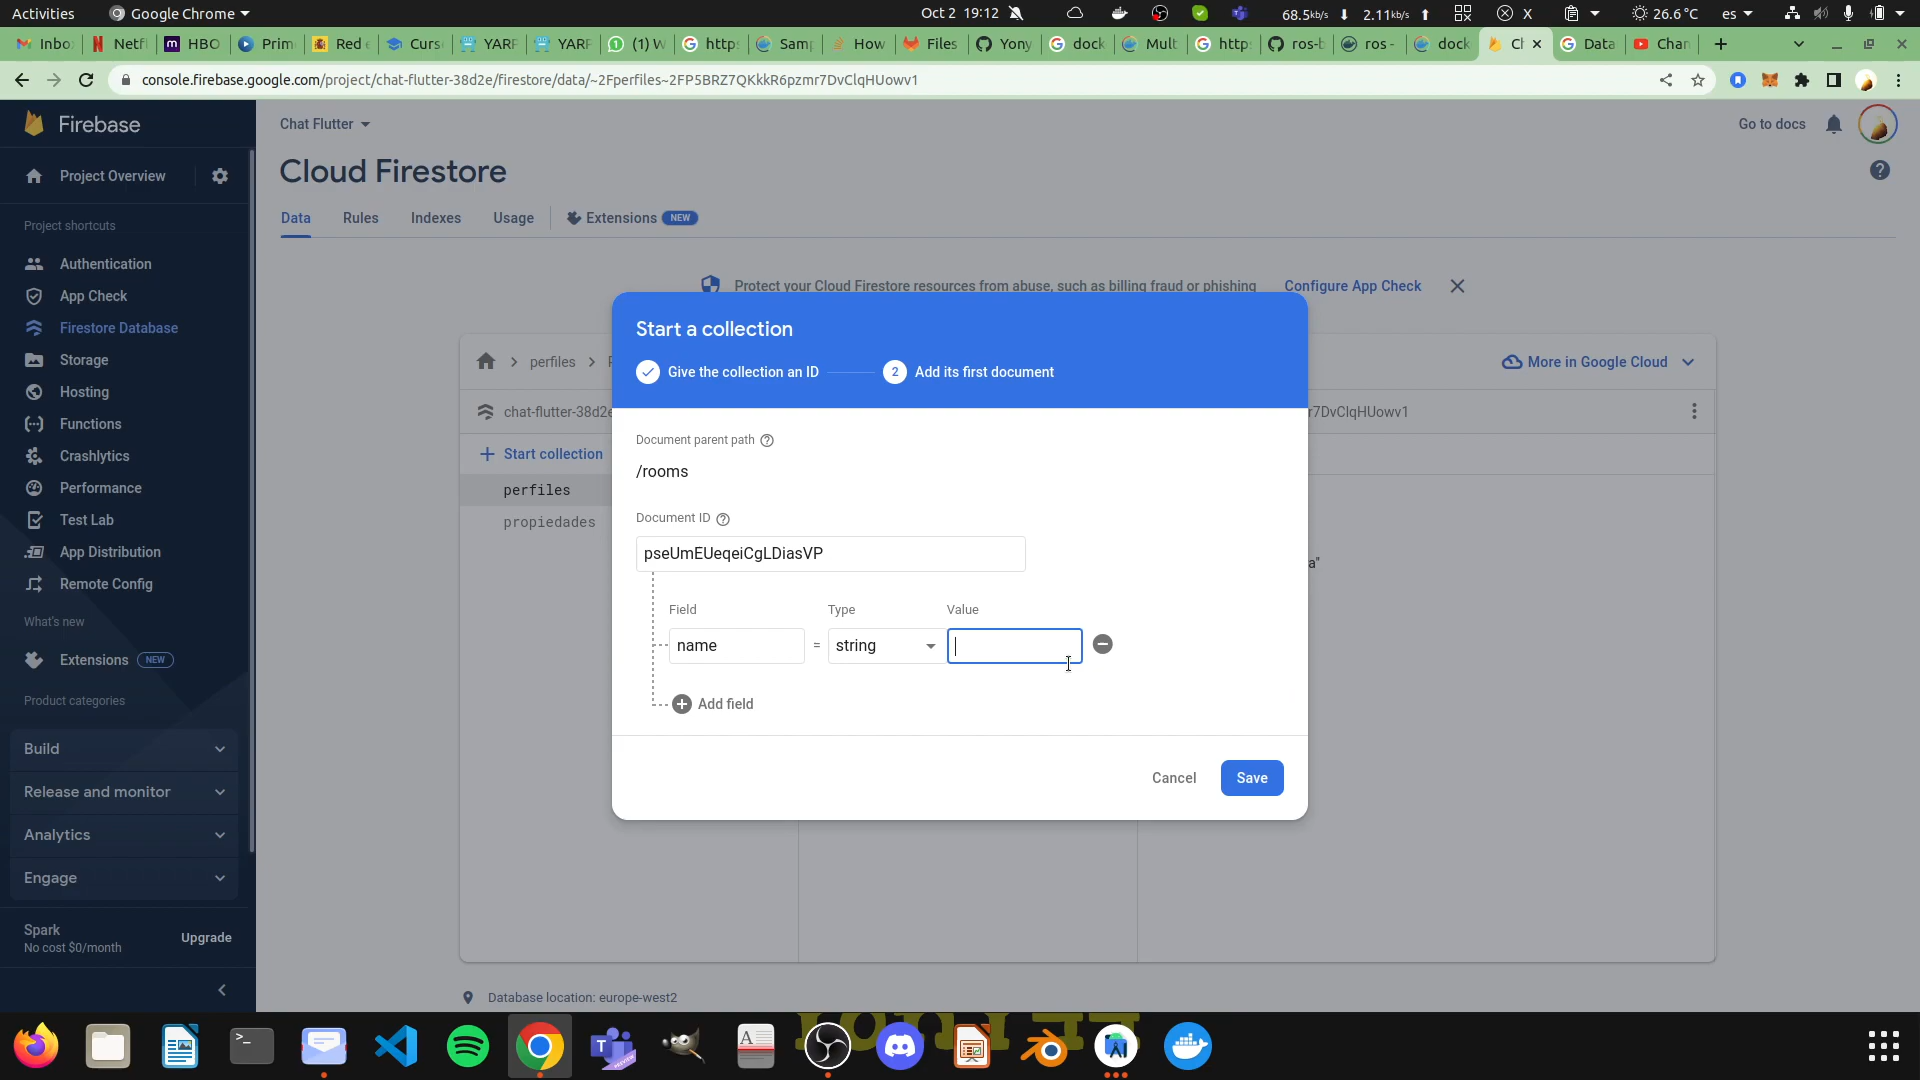 Activities
Google Chrome
Oct 2 19:12
68.5kb/s
2.11kb/s
X
26.6°C
es
Inbo
Netf
HBO
Prim
Red e
Curs
YARP
YARP
(1) W
http
Samp
How
Files
Yony
dock
Mult
http
ros-b
ros -
dock
Ch
Data
Chan
console.firebase.google.com/project/chat-flutter-38d2e/firestore/data/~2Fperfiles~2FP5BRZ7QKkkR6pzmr7DvClqHUowv1
Firebase
Chat Flutter
Go to docs
Project Overview
Cloud Firestore
Project shortcuts
Data
Rules
Indexes
Usage
Extensions
NEW
Authentication
App Check
Protect your Cloud Firestore resources from abuse, such as billing fraud or phishing
Configure App Check
Firestore Database
Start a collection
Storage
perfiles
More in Google Cloud
Give the collection an ID
2
Add its first document
Hosting
chat-flutter-38d2e
r7DvClqHUowv1
Functions
Document parent path
Crashlytics
Start collection
/rooms
Performance
perfiles
Test Lab
propiedades
Document ID
App Distribution
pseUmEUeqeiCgLDiasVP
a"
Remote Config
Field
Type
Value
What's new
Extensions
NEW
name
=
string
Product categories
Add field
Build
Cancel
Save
Release and monitor
Analytics
Engage
Spark
No cost $0/month
Upgrade
Database location: europe-west2